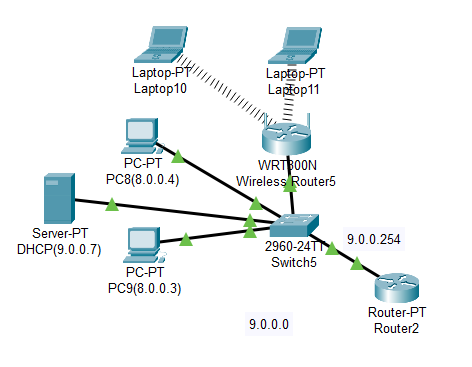 Laptop-PT
Laptop10
Laptop-PT
Laptop11
WRT300N
Wireless Router5
PC-PT
PC8(8.0.0.4)
Server-PT
DHCP(9.0.0.7)
PC-PT
PC9(8.0.0.3)
2960-24TT
Switch5
9.0.0.254
Router-PT
Router2
9.0.0.0